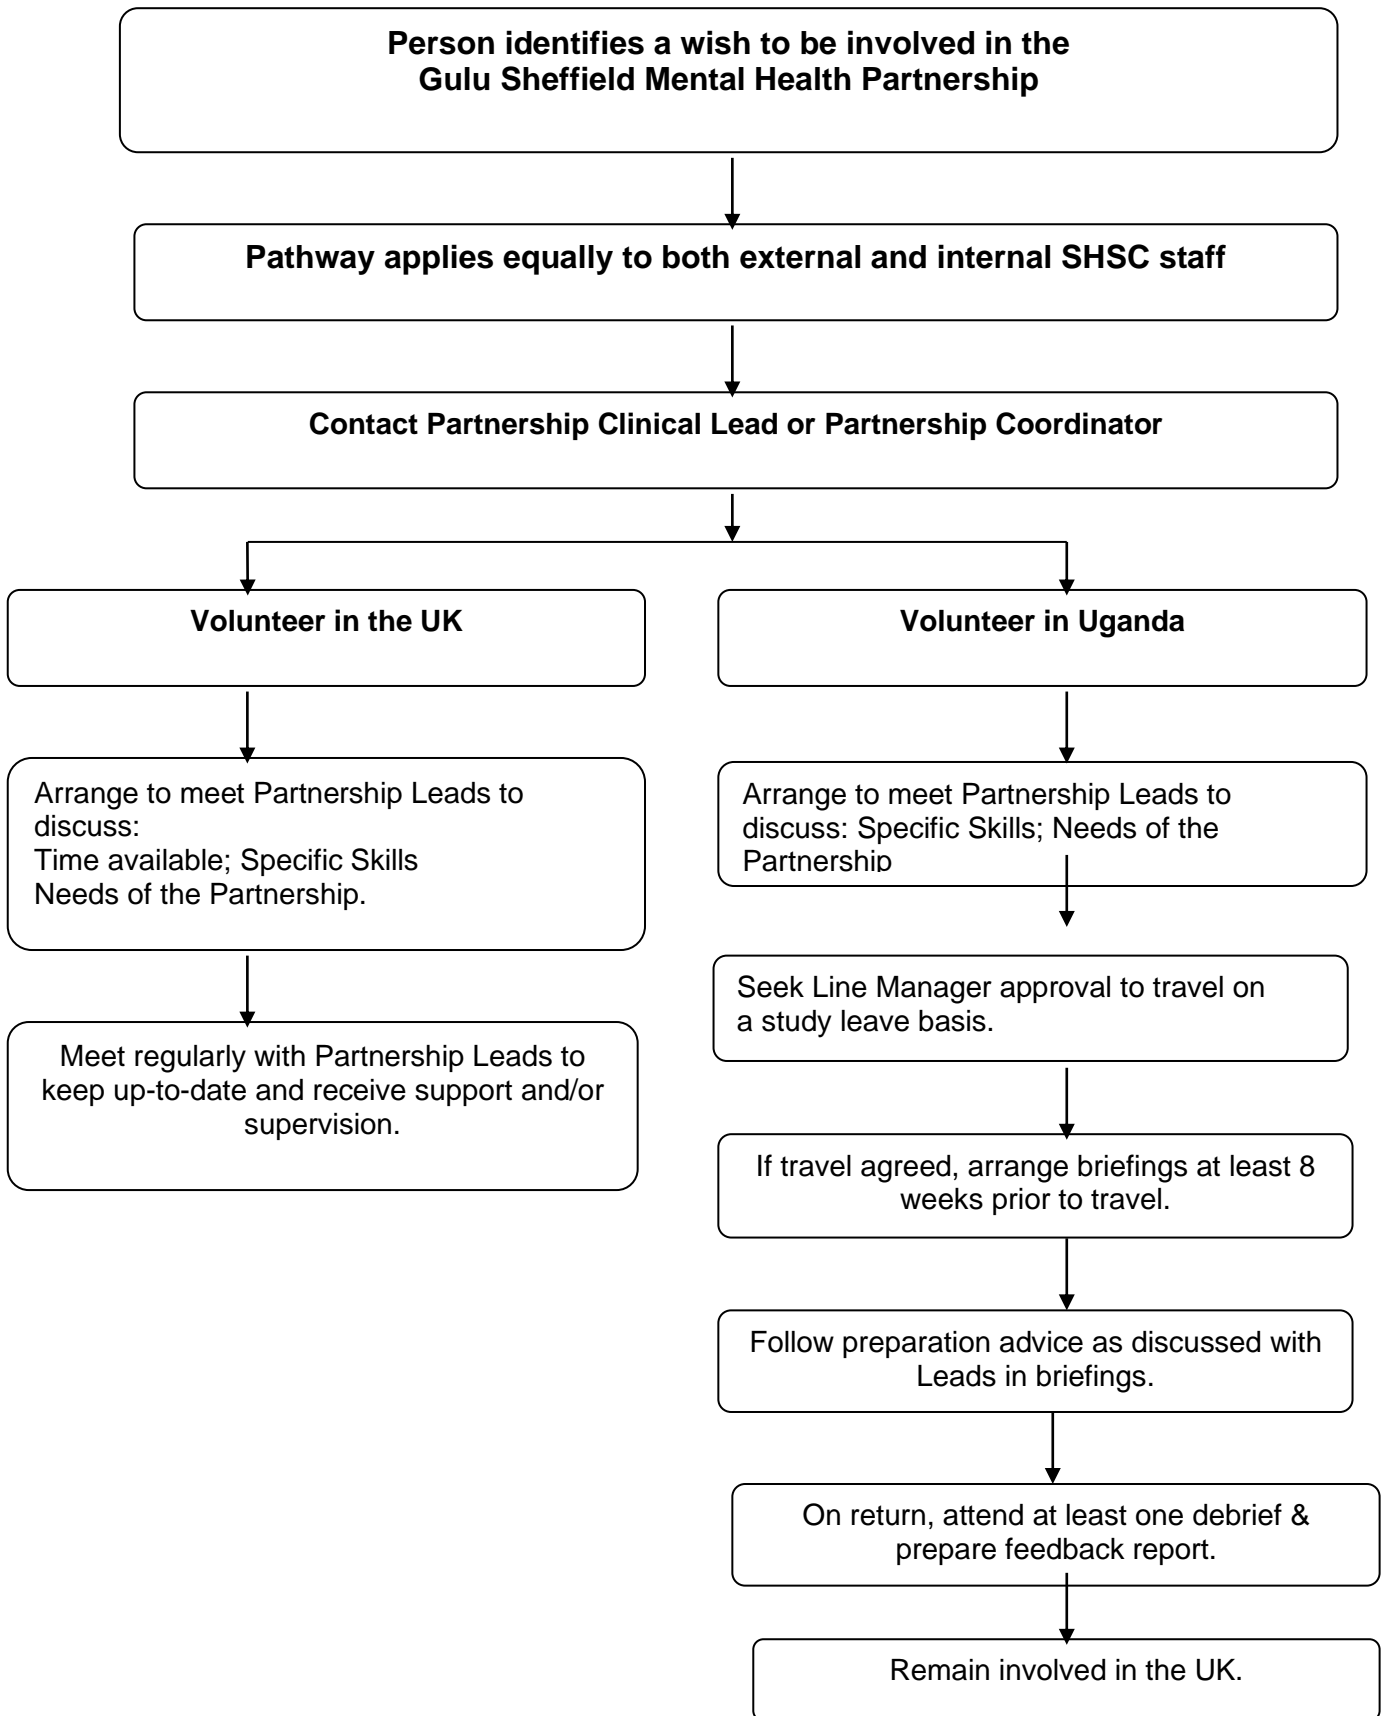 Person identifies a wish to be involved in the
Gulu Sheffield Mental Health Partnership
Pathway applies equally to both external and internal SHSC staff
Contact Partnership Clinical Lead or Partnership Coordinator
Volunteer in the UK
Volunteer in Uganda
Arrange to meet Partnership Leads to
discuss:
Time available; Specific Skills
Needs of the Partnership.
Arrange to meet Partnership Leads to
discuss: Specific Skills; Needs of the
Partnership
Meet regularly with Partnership Leads to
keep up-to-date and receive support and/or
supervision.
Seek Line Manager approval to travel on
a study leave basis.
If travel agreed, arrange briefings at least 8
weeks prior to travel.
Follow preparation advice as discussed with
Leads in briefings.
On return, attend at least one debrief &
prepare feedback report.
Remain involved in the UK.